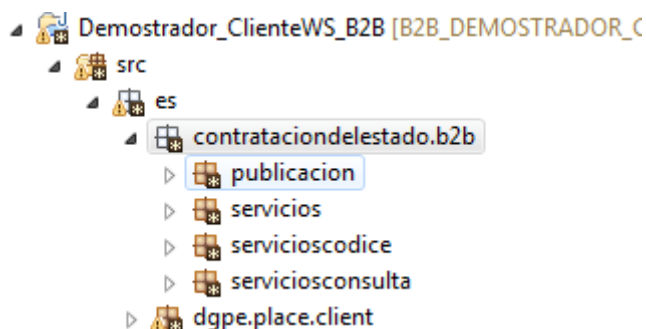 Demostrador_ClienteWS_B2B [B2B_DEMOSTRADOR_C
src
es
contrataciondelestado.b2b
publicacion
servicios
servicioscodice
serviciosconsulta
dgpe.place.client